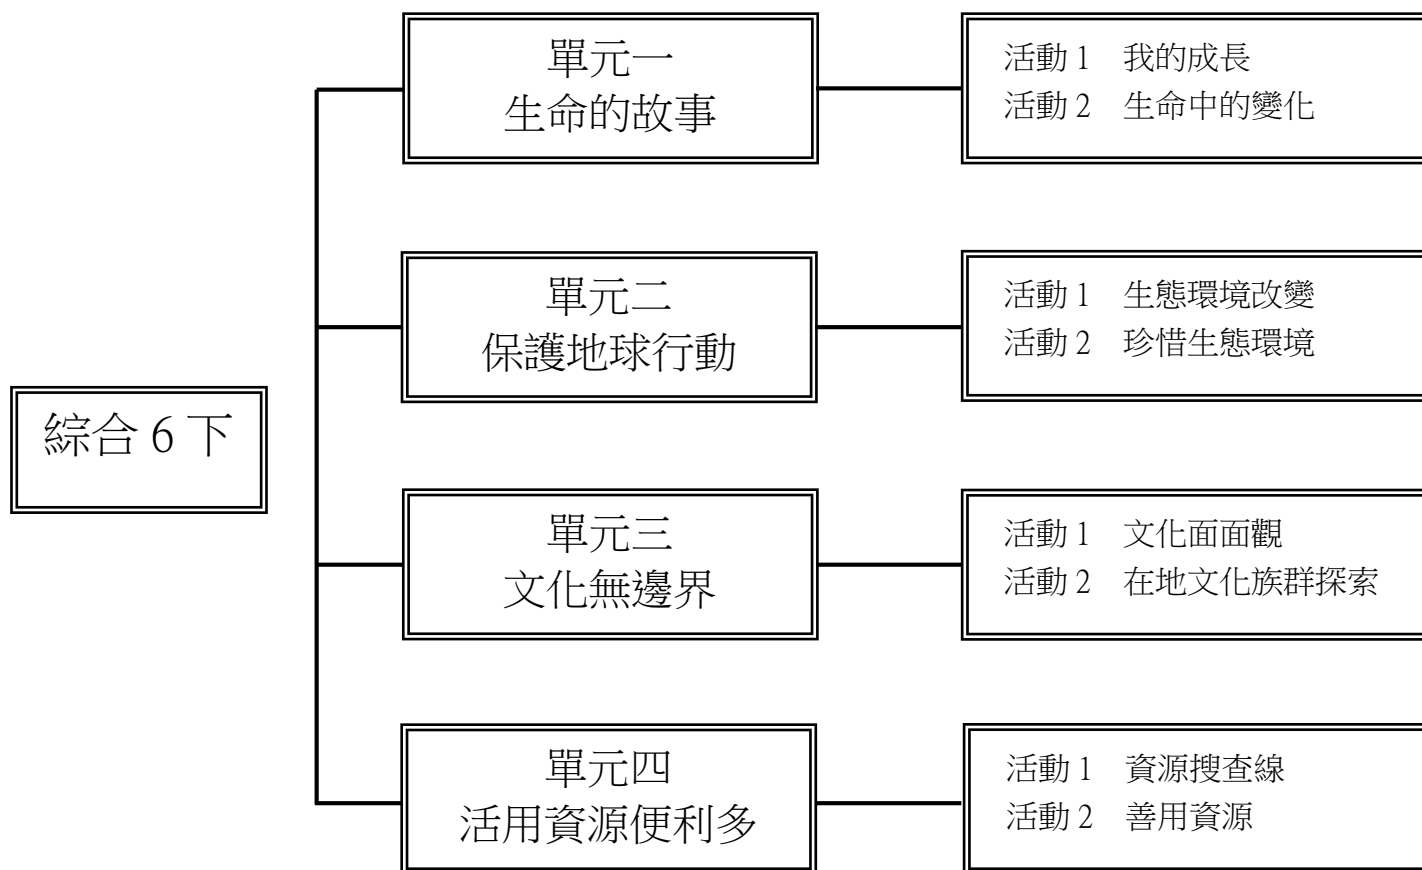 綜合 6 下
單元一
生命的故事
活動 1　我的成長
活動 2　生命中的變化
單元二
保護地球行動
活動 1　生態環境改變
活動 2　珍惜生態環境
單元三
文化無邊界
活動 1　文化面面觀
活動 2　在地文化族群探索
單元四
活用資源便利多
活動 1　資源搜查線
活動 2　善用資源